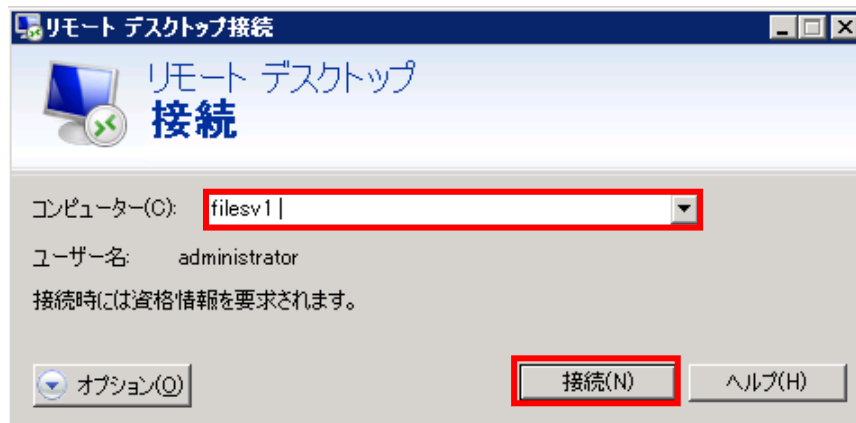 リモート デスクトップ接続
リモート デスクトップ
接続
コンピューター(C): filesv1
ユーザー名: administrator
接続時には資格情報を要求されます。
オプション(O) 接続(N) ヘルプ(H)